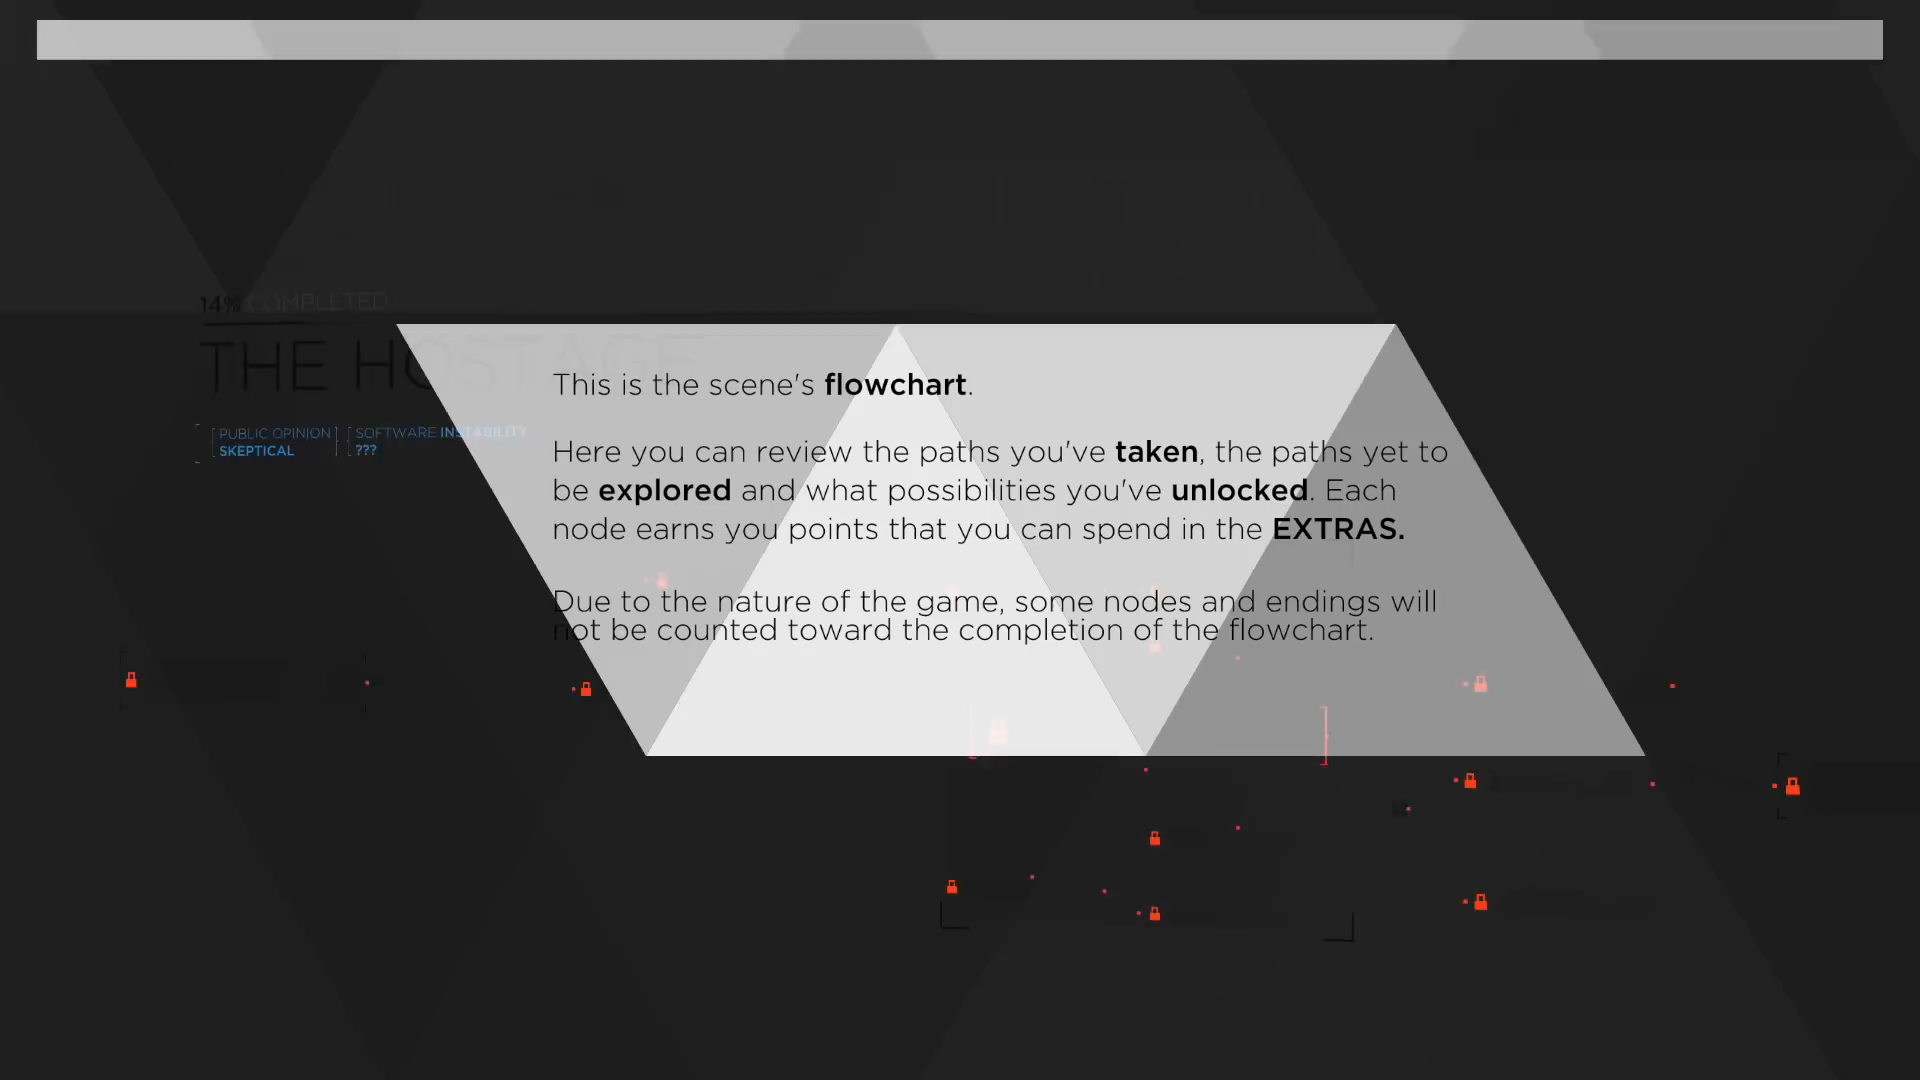 14% COMPLETED
THE HOSTAGE
PUBLIC OPINION
SKEPTICAL
SOFTWARE INSTABILITY
???
This is the scene's flowchart.
Here you can review the paths you've taken, the paths yet to
be explored and what possibilities you've unlocked. Each
node earns you points that you can spend in the EXTRAS.
Due to the nature of the game, some nodes and endings will
not be counted toward the completion of the flowchart.